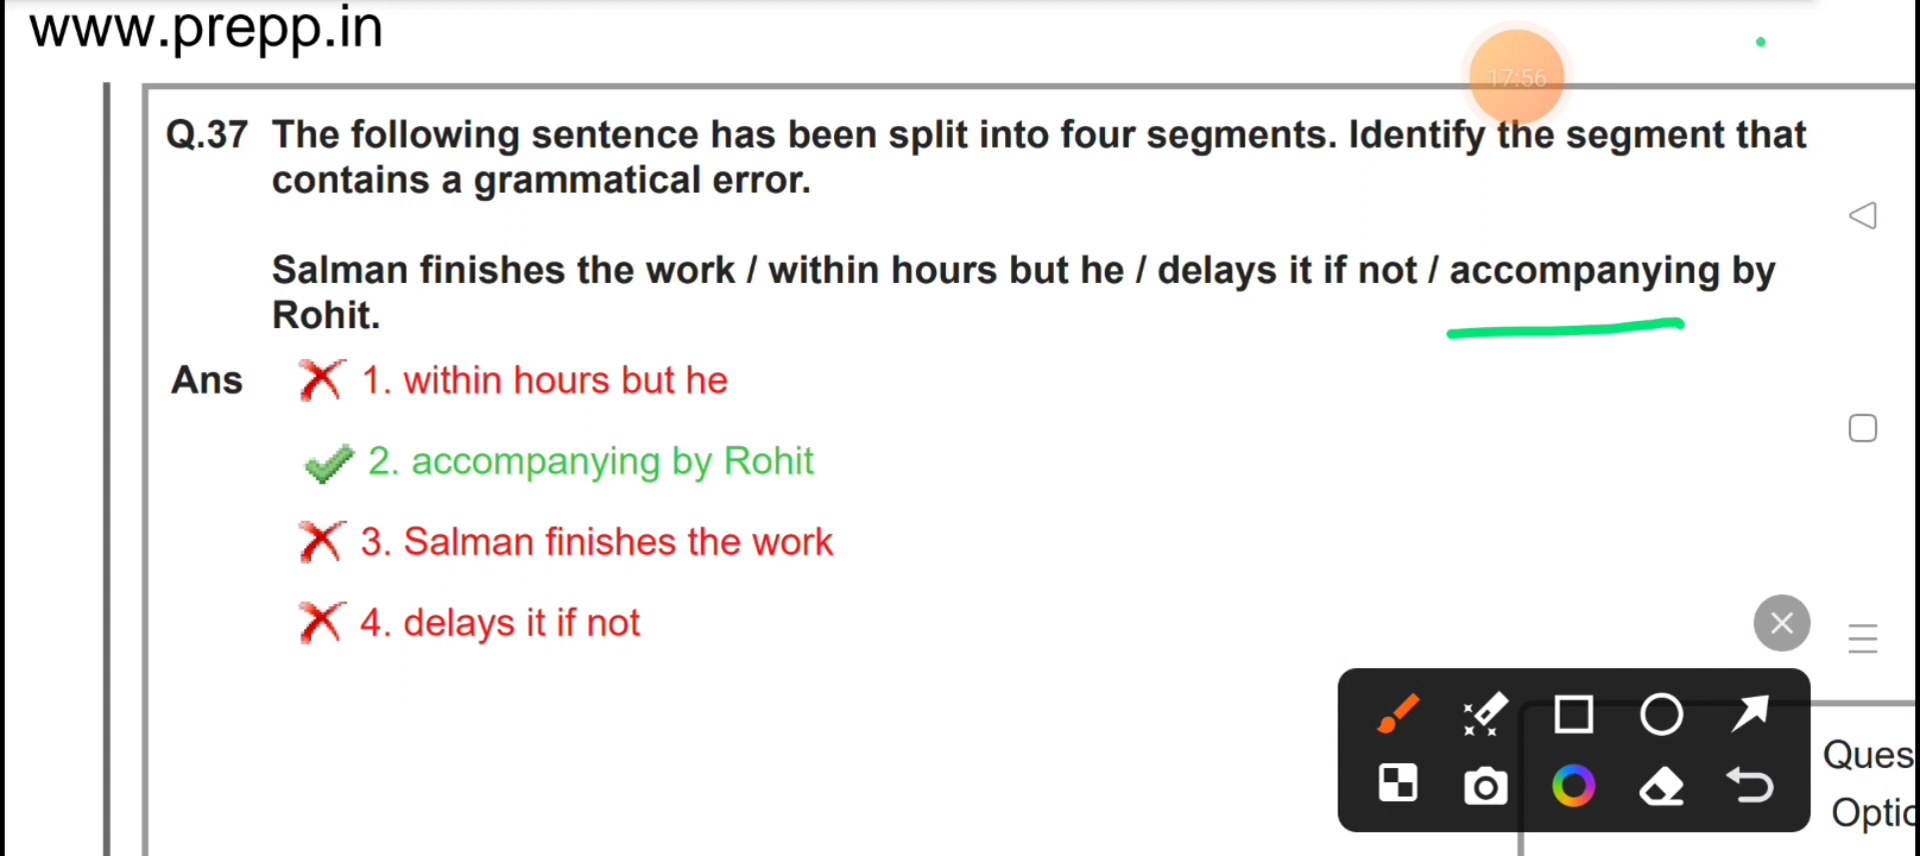 www.prepp.in
17:56
Q.37 The following sentence has been split into four segments. Identify the segment that
contains a grammatical error.
Salman finishes the work / within hours but he / delays it if not / accompanying by
Rohit.
Ans 1. within hours but he
2. accompanying by Rohit
3. Salman finishes the work
4. delays it if not
Ques
Optic